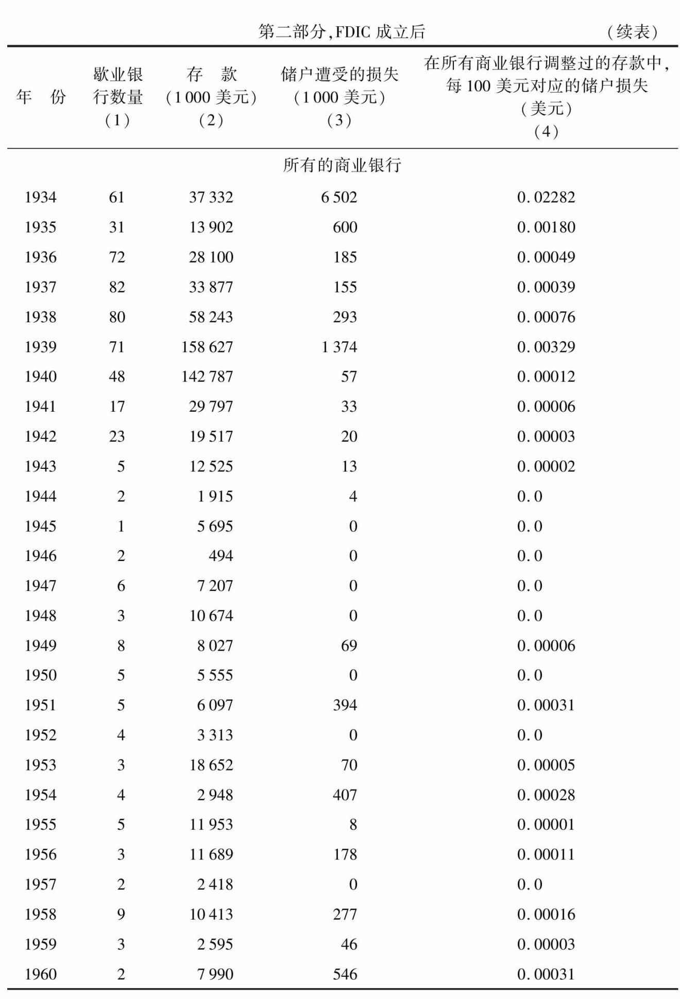 第二部分,FDIC 成立后 (续表)
年 份 歇业银行数量 (1) 存 款 (1 000 美元) (2) 储户遭受的损失 (1 000 美元) (3) 在所有商业银行调整过的存款中,每 100 美元对应的储户损失 (美元) (4)
所有的商业银行
1934 61 37 332 6 502 0.02282
1935 31 13 902 600 0.00180
1936 72 28 100 185 0.00049
1937 82 33 877 155 0.00039
1938 80 58 243 293 0.00076
1939 71 158 627 1 374 0.00329
1940 48 142 787 57 0.00012
1941 17 29 797 33 0.00006
1942 23 19 517 20 0.00003
1943 5 12 525 13 0.00002
1944 2 1 915 4 0.0
1945 1 5 695 0 0.0
1946 2 494 0 0.0
1947 6 7 207 0 0.0
1948 3 10 674 0 0.0
1949 8 8 027 69 0.00006
1950 5 5 555 0 0.0
1951 5 6 097 394 0.00031
1952 4 3 313 0 0.0
1953 3 18 652 70 0.00005
1954 4 2 948 407 0.00028
1955 5 11 953 8 0.00001
1956 3 11 689 178 0.00011
1957 2 2 418 0 0.0
1958 9 10 413 277 0.00016
1959 3 2 595 46 0.00003
1960 2 7 990 546 0.00031